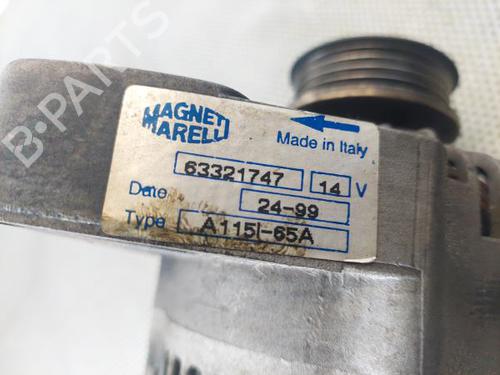 B-PARTS
MAGNETI
MARELLI
Made in Italy
63321747 14 V
Date 24-99
Type A115I-65A